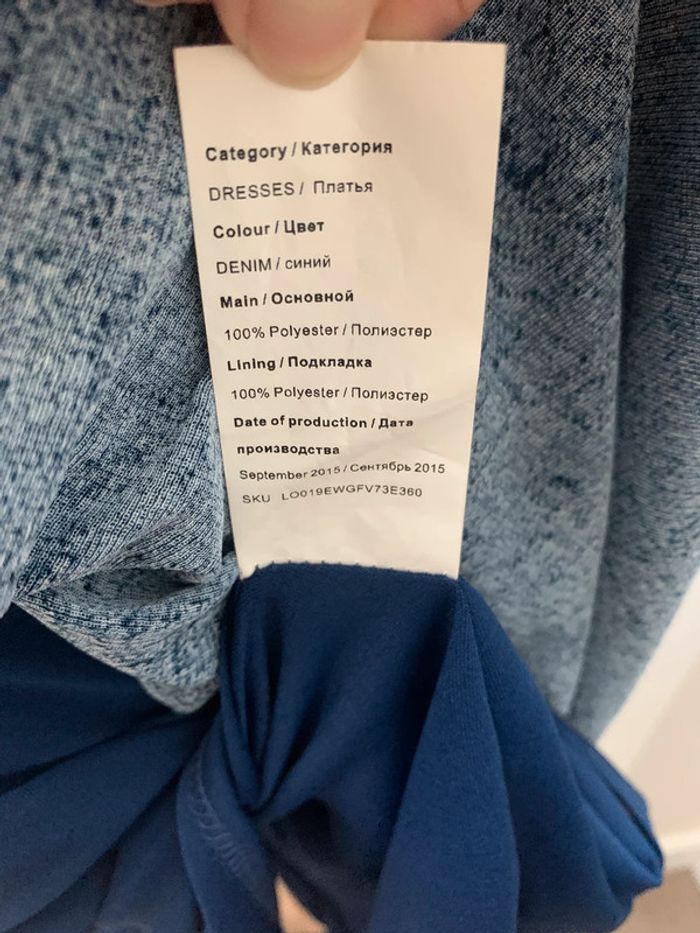 Category / Категория
DRESSES / Платья
Colour / Цвет
DENIM / синий
Main / Основной
100% Polyester / Полиэстер
Lining / Подкладка
100% Polyester / Полиэстер
Date of production / Дата
производства
September 2015 / Сентябрь 2015
SKU LO019EWGFV73E360